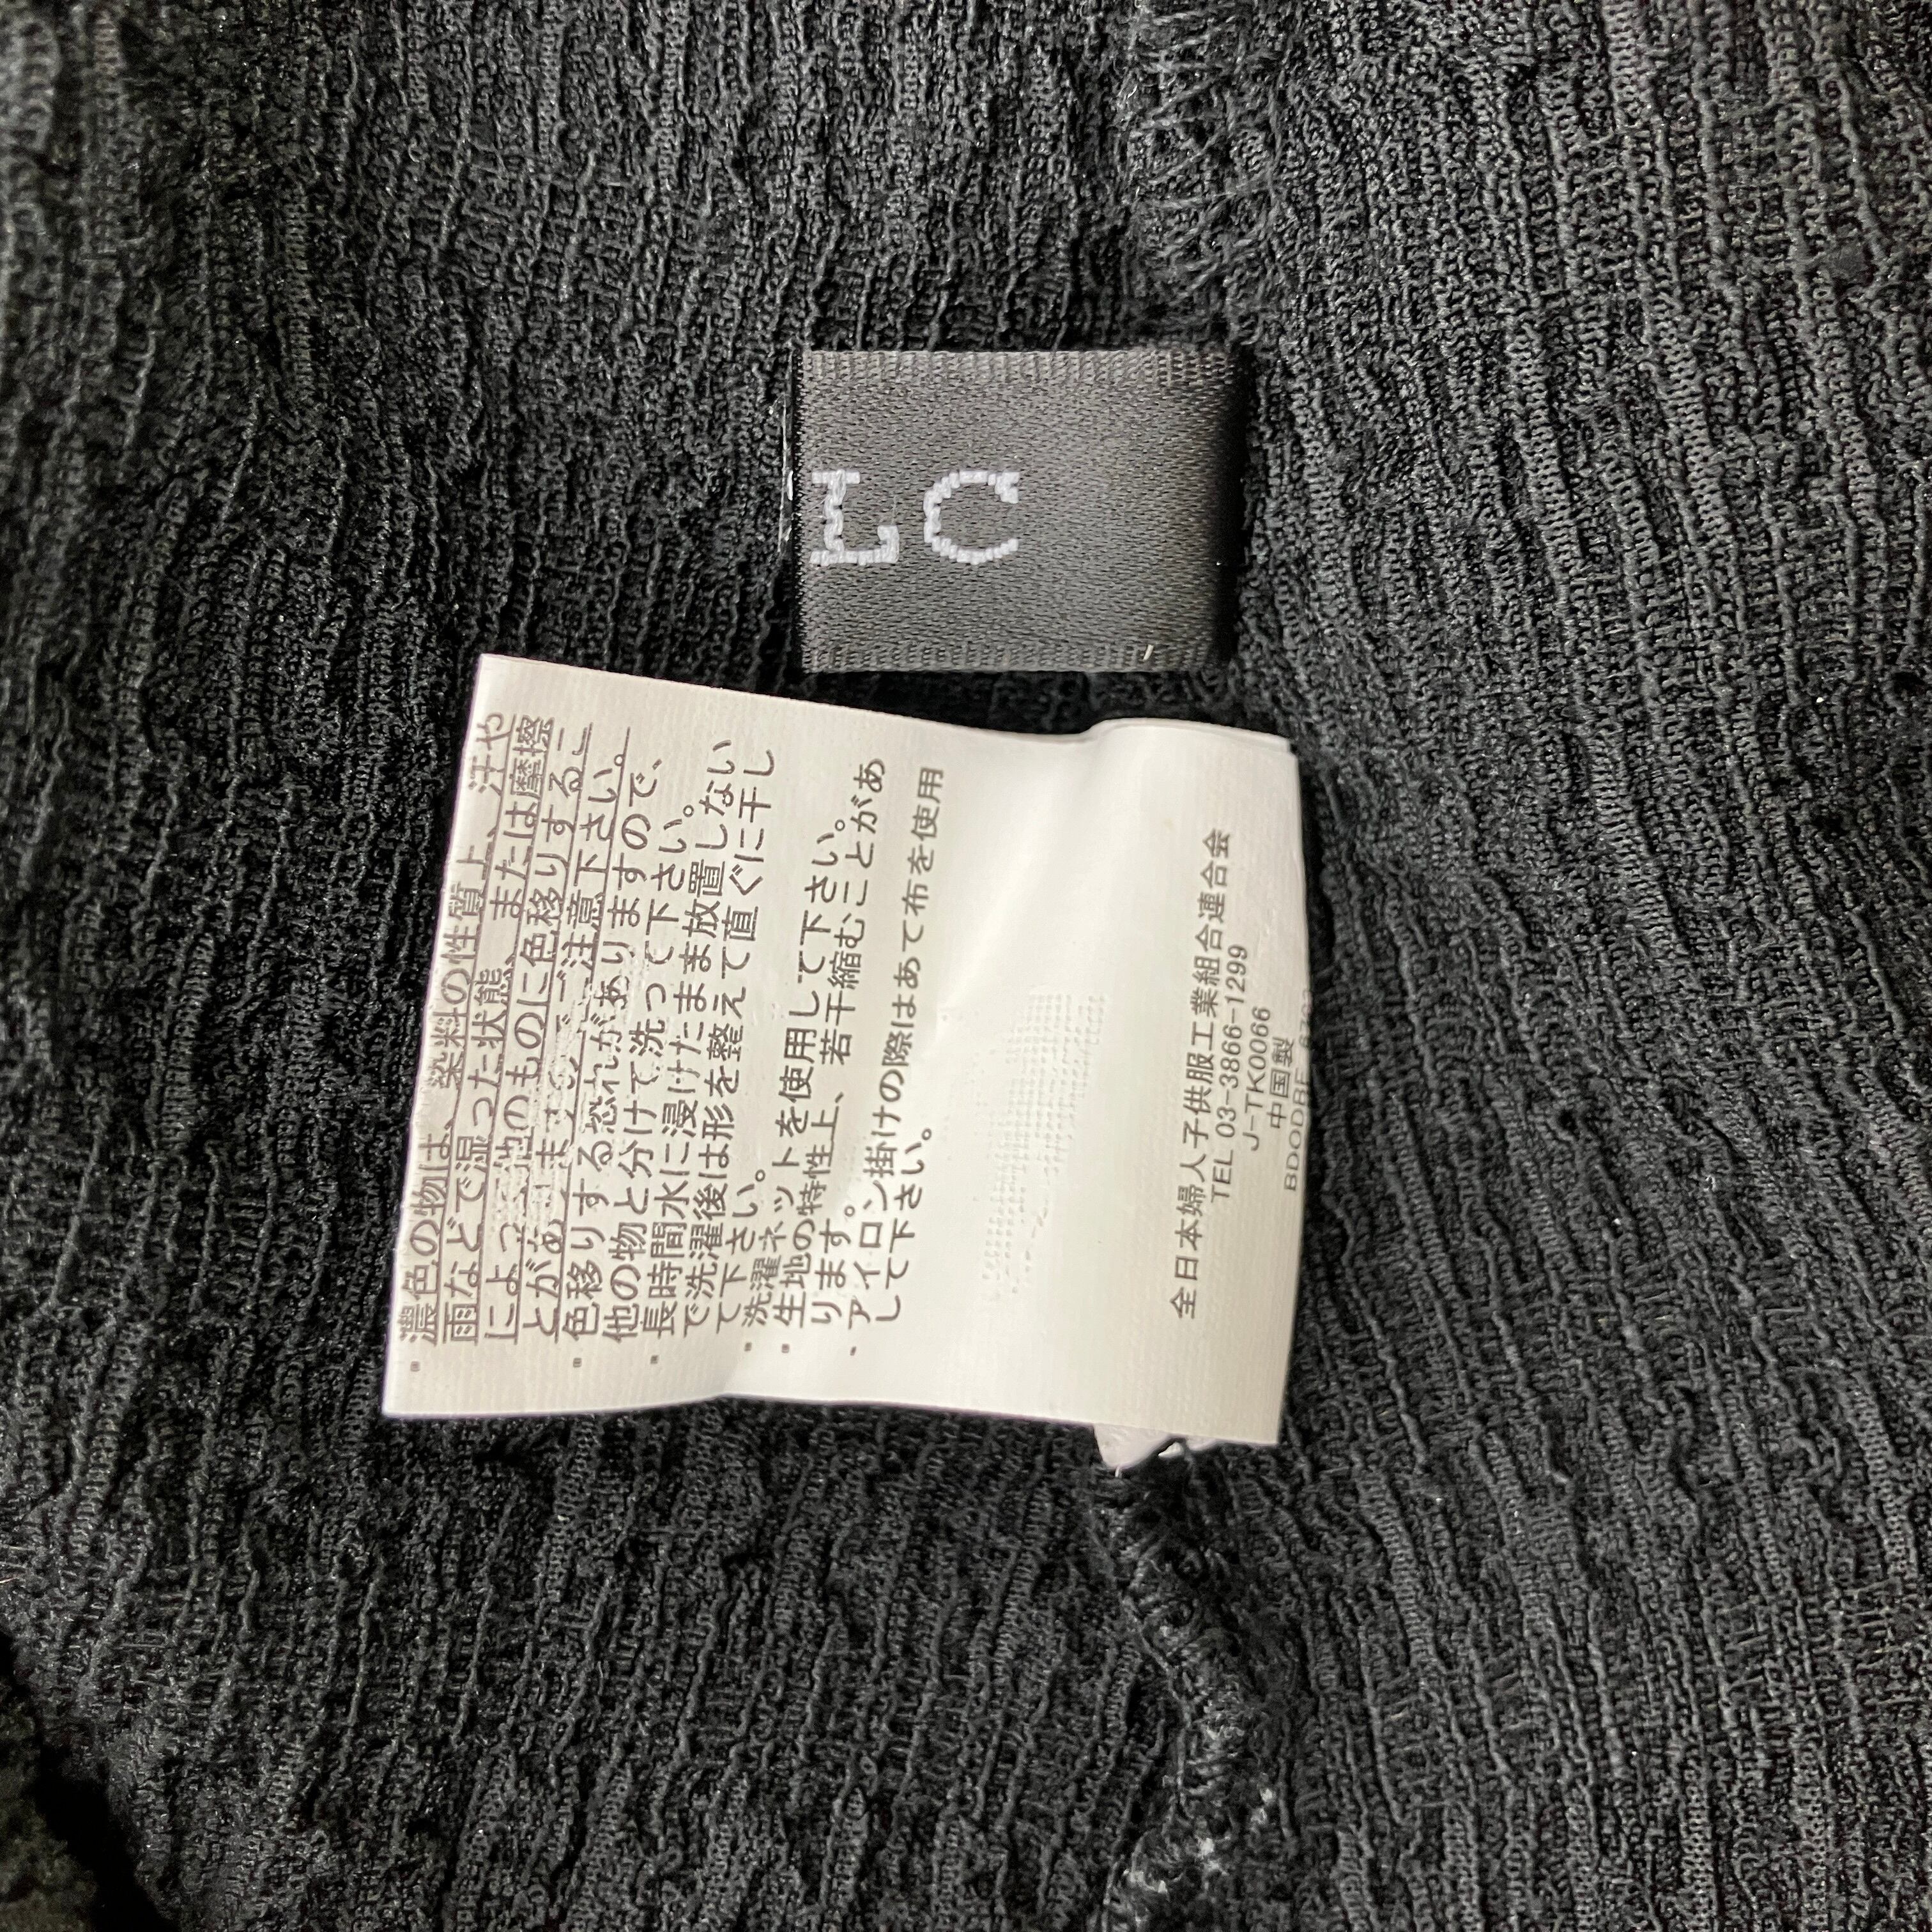 LC
・濃色の物は、染料の性質上、汗や
雨などで湿った状態、または摩擦
によって他のものに色移りするこ
とがありますのでご注意下さい。
・色移りする恐れがありますので、
他の物と分けて洗って下さい。
・長時間水に浸けたまま放置しない
で洗濯後は形を整えて直ぐに干し
て下さい。
・洗濯ネットを使用して下さい。
・生地の特性上、若干縮むことがあ
ります。
・アイロン掛けの際はあて布を使用
して下さい。
全日本婦人子供服工業組合連合会
TEL 03-3866-1299
J-TK0066
中国製